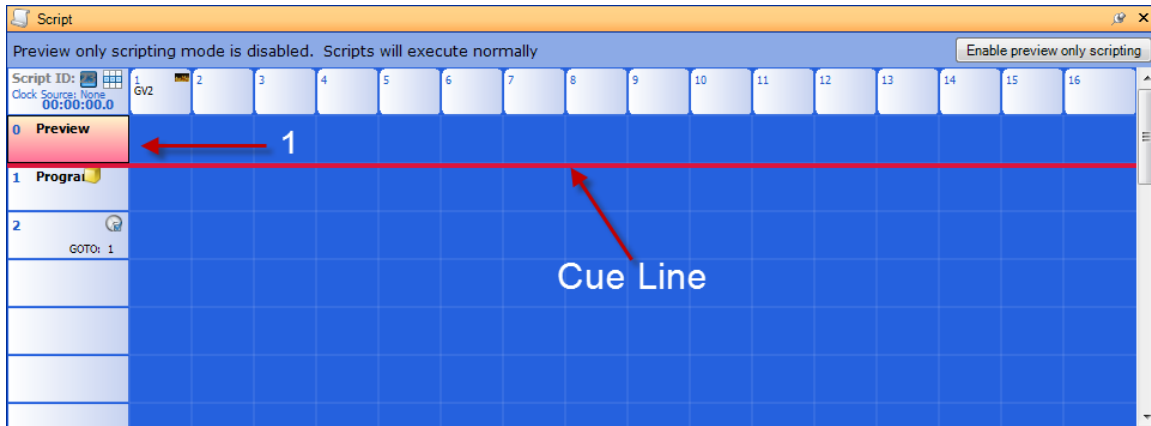 Script
Preview only scripting mode is disabled. Scripts will execute normally
Enable preview only scripting
Script ID:
Clock Source: None
00:00:00.0
1 2 3 4 5 6 7 8 9 10 11 12 13 14 15 16
GV2
0 Preview
1
1 Progra
2
GOTO: 1
Cue Line